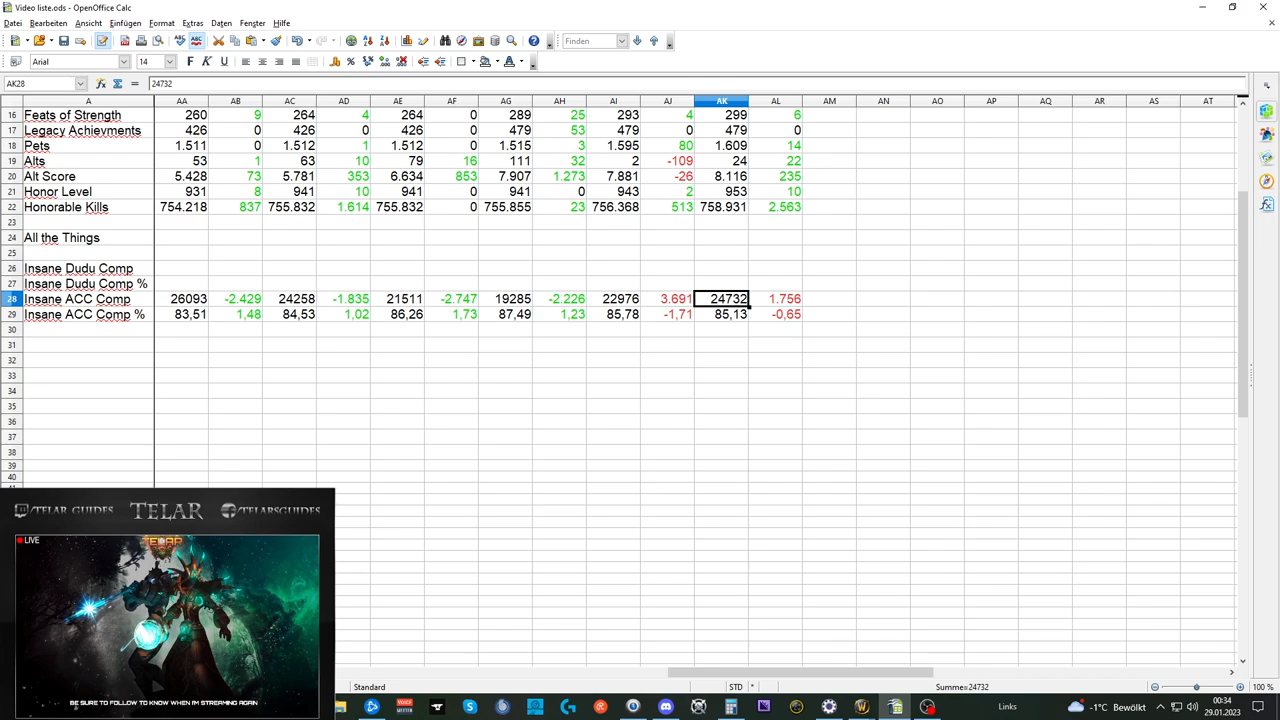 Video liste.ods - OpenOffice Calc
Datei Bearbeiten Ansicht Einfügen Format Extras Daten Fenster Hilfe
Finden
Arial 14
AK28 24732
A AA AB AC AD AE AF AG AH AI AJ AK AL AM AN AO AP AQ AR AS AT
16 Feats of Strength 260 9 264 4 264 0 289 25 293 4 299 6
17 Legacy Achievments 426 0 426 0 426 0 479 53 479 0 479 0
18 Pets 1.511 0 1.512 1 1.512 0 1.515 3 1.595 80 1.609 14
19 Alts 53 1 63 10 79 16 111 32 2 -109 24 22
20 Alt Score 5.428 73 5.781 353 6.634 853 7.907 1.273 7.881 -26 8.116 235
21 Honor Level 931 8 941 10 941 0 941 0 943 2 953 10
22 Honorable Kills 754.218 837 755.832 1.614 755.832 0 755.855 23 756.368 513 758.931 2.563
23
24 All the Things
25
26 Insane Dudu Comp
27 Insane Dudu Comp %
28 Insane ACC Comp 26093 -2.429 24258 -1.835 21511 -2.747 19285 -2.226 22976 3.691 24732 1.756
29 Insane ACC Comp % 83,51 1,48 84,53 1,02 86,26 1,73 87,49 1,23 85,78 -1,71 85,13 -0,65
30
31
32
33
34
35
36
37
38
39
40
/TELAR GUIDES TELAR /TELARSGUIDES
LIVE
TELAR
BE SURE TO FOLLOW TO KNOW WHEN I'M STREAMING AGAIN
Standard STD * Summe=24732 100 %
VOICE MEETER
Links -1°C Bewölkt 00:34
29.01.2023